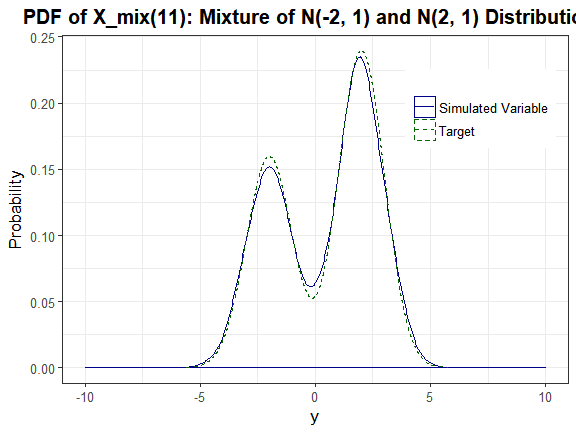 PDF of X_mix(11): Mixture of N(-2, 1) and N(2, 1) Distributio
0.25
0.20
0.15
0.10
0.05
0.00
Probability
Simulated Variable
Target
-10 -5 0 5 10
y